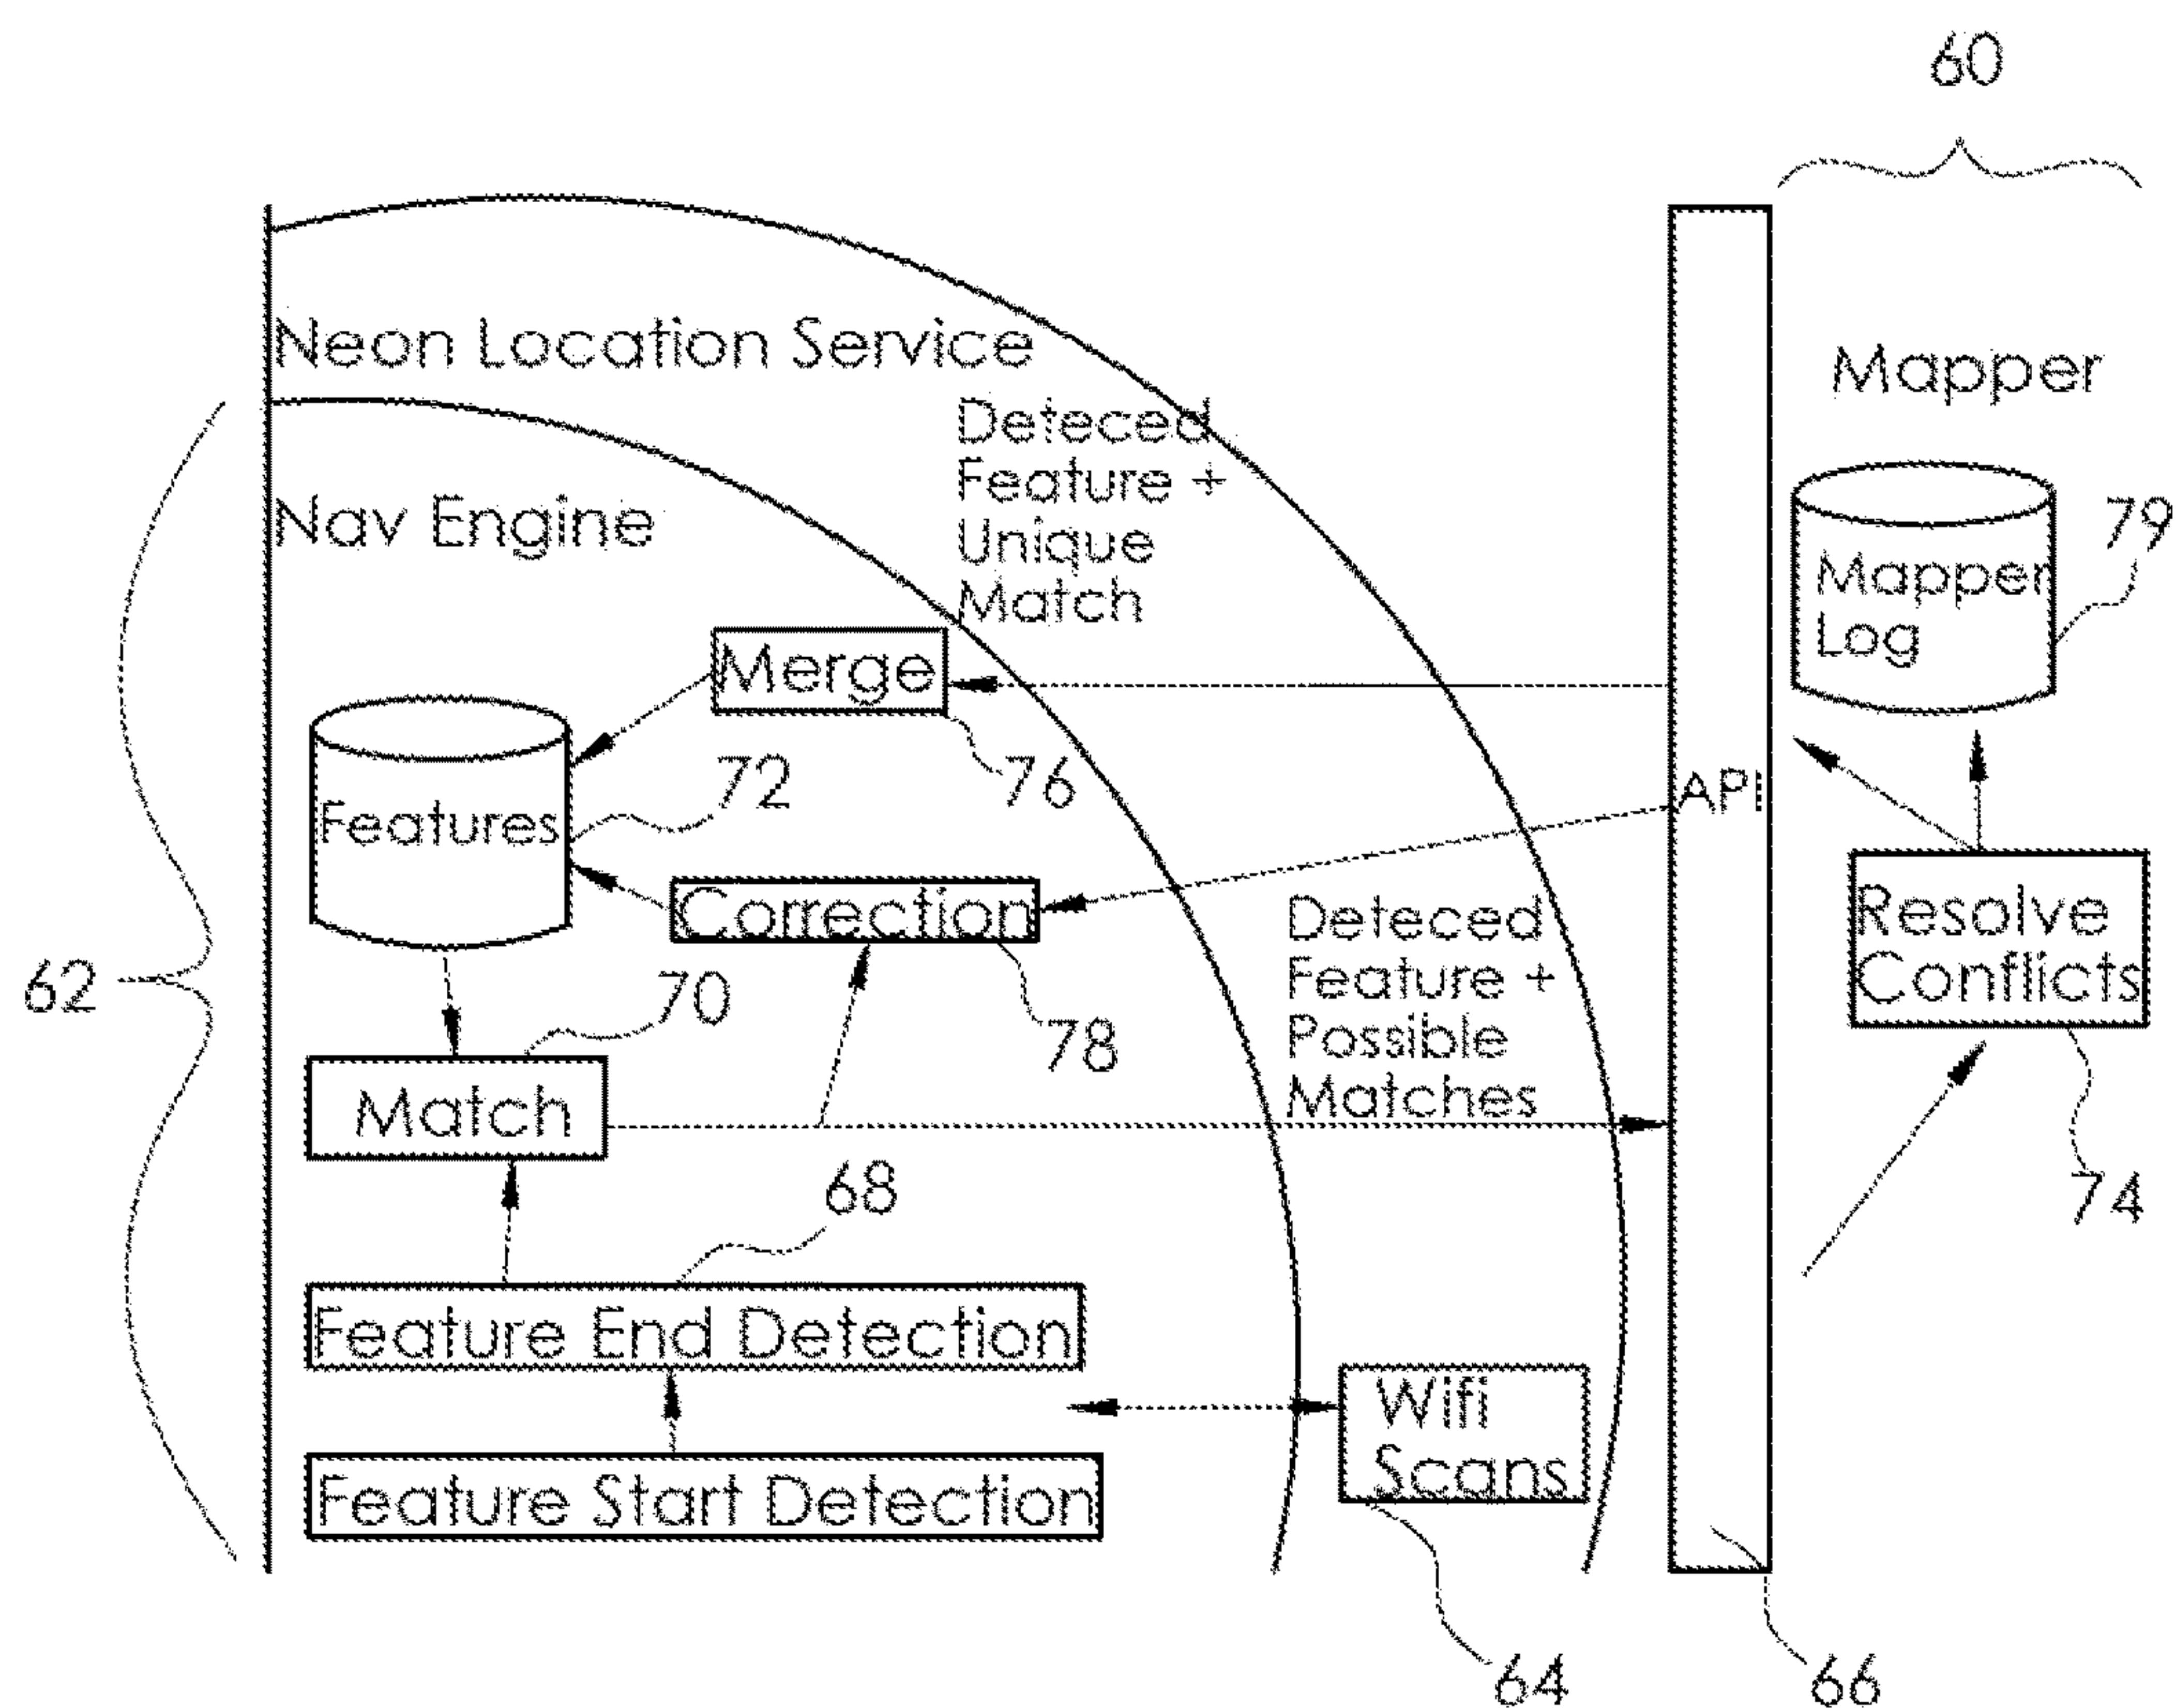 60
Neon Location Service
Mapper
Deteced
Feature +
Unique
Match
Nav Engine
79
Mapper
Log
Merge
76
72
Features
API
Correction
78
70
62
Deteced
Feature +
Possible
Matches
Resolve
Conflicts
74
Match
68
Feature End Detection
Wifi
Scans
Feature Start Detection
64
66